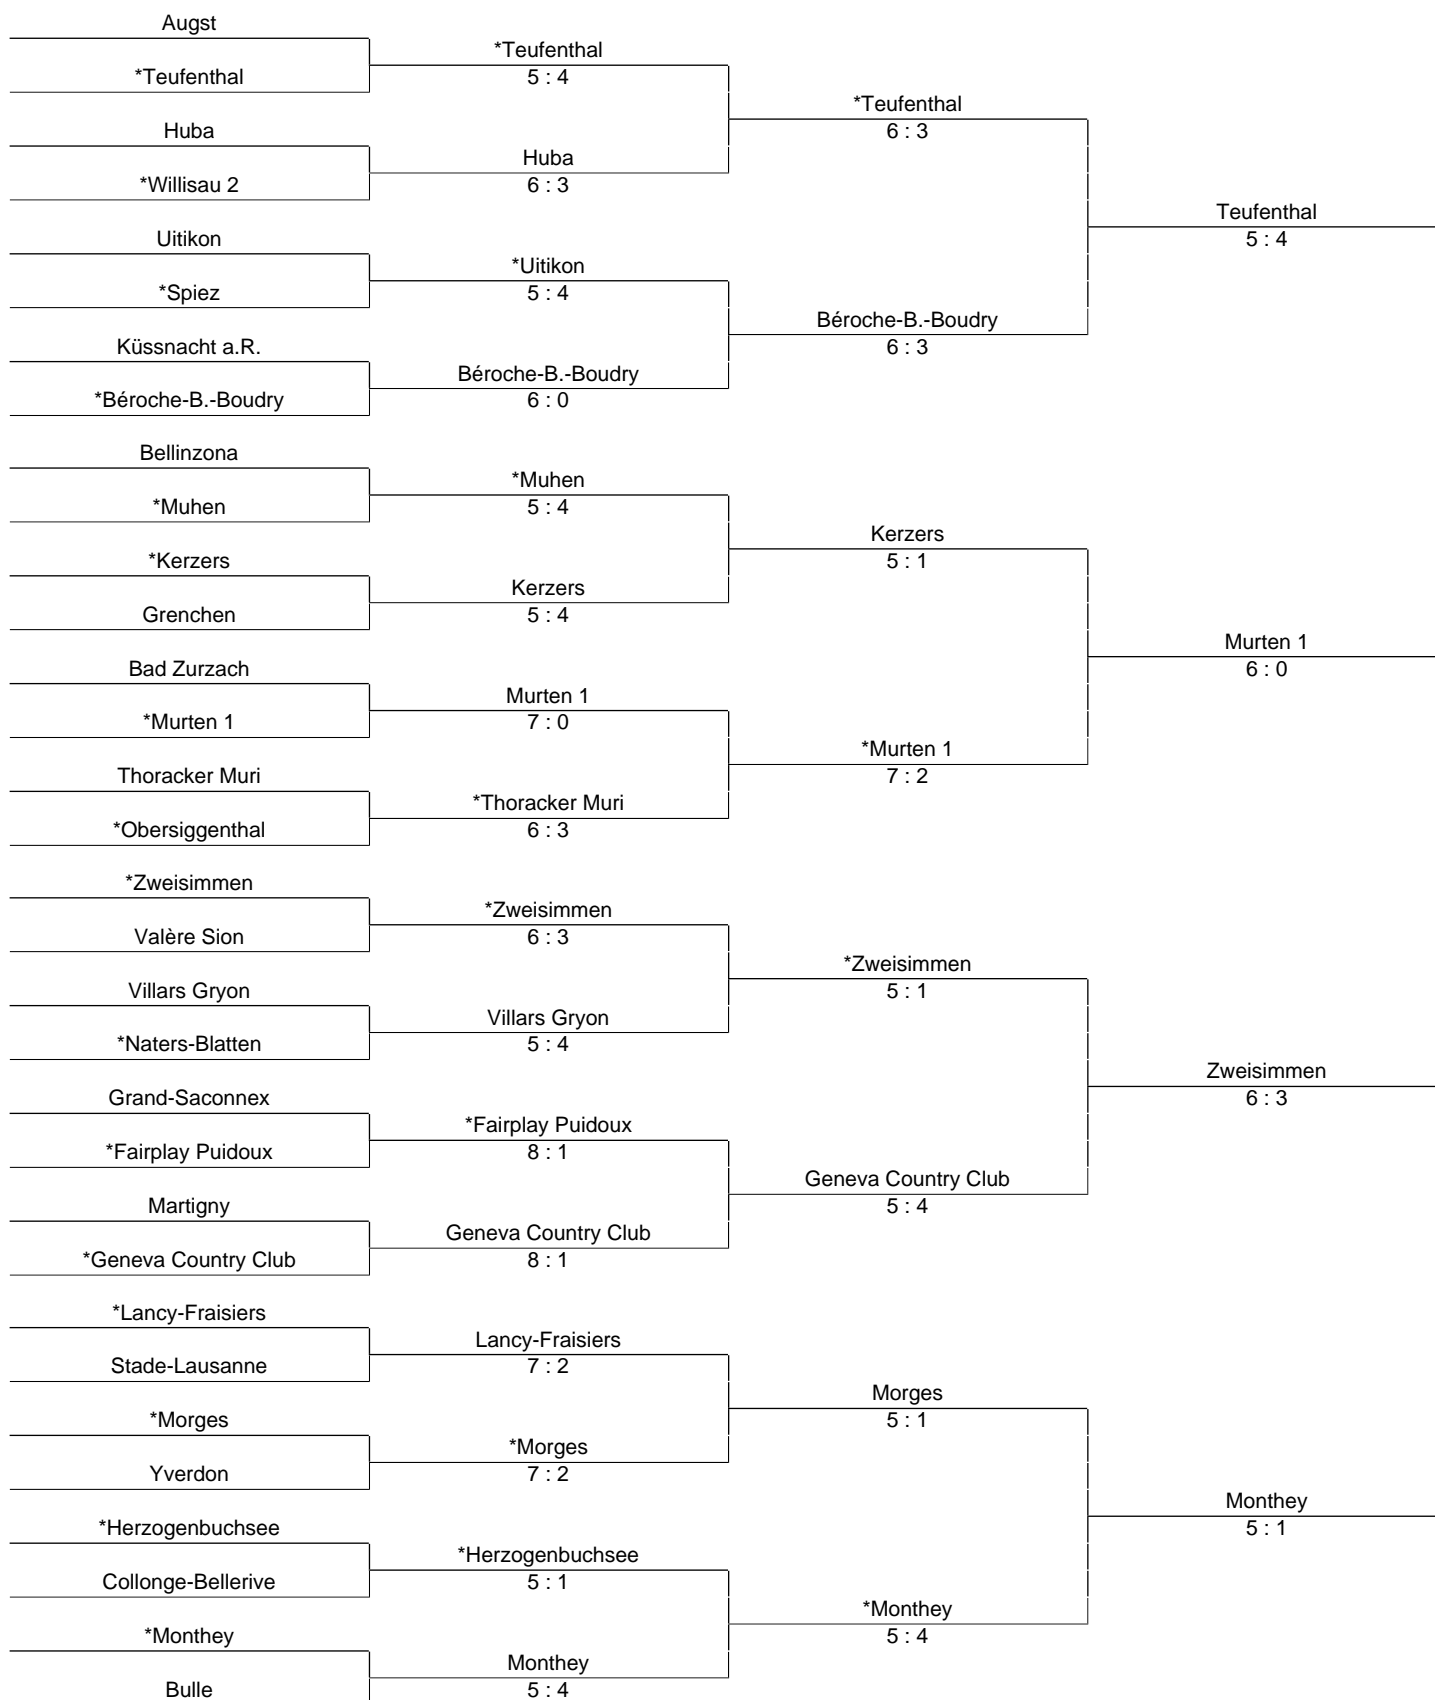 Augst
*Teufenthal
Huba
*Willisau 2
Uitikon
*Spiez
Küssnacht a.R.
*Béroche-B.-Boudry
Bellinzona
*Muhen
*Kerzers
Grenchen
Bad Zurzach
*Murten 1
Thoracker Muri
*Obersiggenthal
*Zweisimmen
Valère Sion
Villars Gryon
*Naters-Blatten
Grand-Saconnex
*Fairplay Puidoux
Martigny
*Geneva Country Club
*Lancy-Fraisiers
Stade-Lausanne
*Morges
Yverdon
*Herzogenbuchsee
Collonge-Bellerive
*Monthey
Bulle
*Teufenthal
5 : 4
Huba
6 : 3
*Uitikon
5 : 4
Béroche-B.-Boudry
6 : 0
*Muhen
5 : 4
Kerzers
5 : 4
Murten 1
7 : 0
*Thoracker Muri
6 : 3
*Zweisimmen
6 : 3
Villars Gryon
5 : 4
*Fairplay Puidoux
8 : 1
Geneva Country Club
8 : 1
Lancy-Fraisiers
7 : 2
*Morges
7 : 2
*Herzogenbuchsee
5 : 1
Monthey
5 : 4
*Teufenthal
6 : 3
Béroche-B.-Boudry
6 : 3
Kerzers
5 : 1
*Murten 1
7 : 2
*Zweisimmen
5 : 1
Geneva Country Club
5 : 4
Morges
5 : 1
*Monthey
5 : 4
Teufenthal
5 : 4
Murten 1
6 : 0
Zweisimmen
6 : 3
Monthey
5 : 1